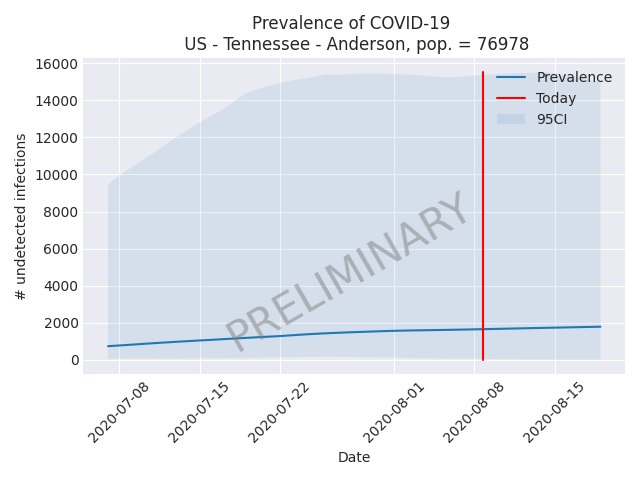 Prevalence of COVID-19
US - Tennessee - Anderson, pop. = 76978
16000
14000
12000
10000
8000
6000
4000
2000
0
# undetected infections
Prevalence
Today
95CI
PRELIMINARY
2020-07-08
2020-07-15
2020-07-22
2020-08-01
2020-08-08
2020-08-15
Date